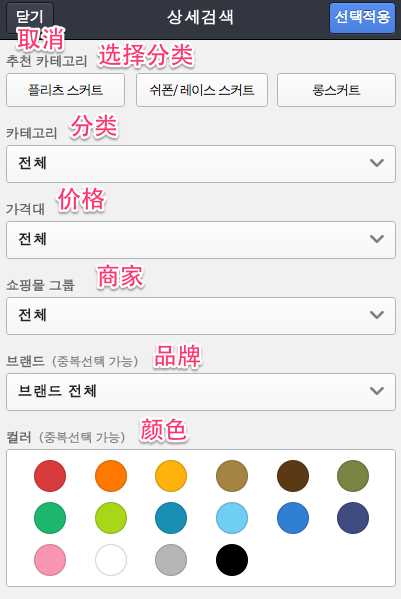 닫기 상세검색 선택적용
取消
추천 카테고리 选择分类
플리츠 스커트 쉬폰/레이스 스커트 롱스커트
카테고리 分类
전체
가격대 价格
전체
쇼핑몰 그룹 商家
전체
브랜드 (중복선택 가능) 品牌
브랜드 전체
컬러 (중복선택 가능) 颜色